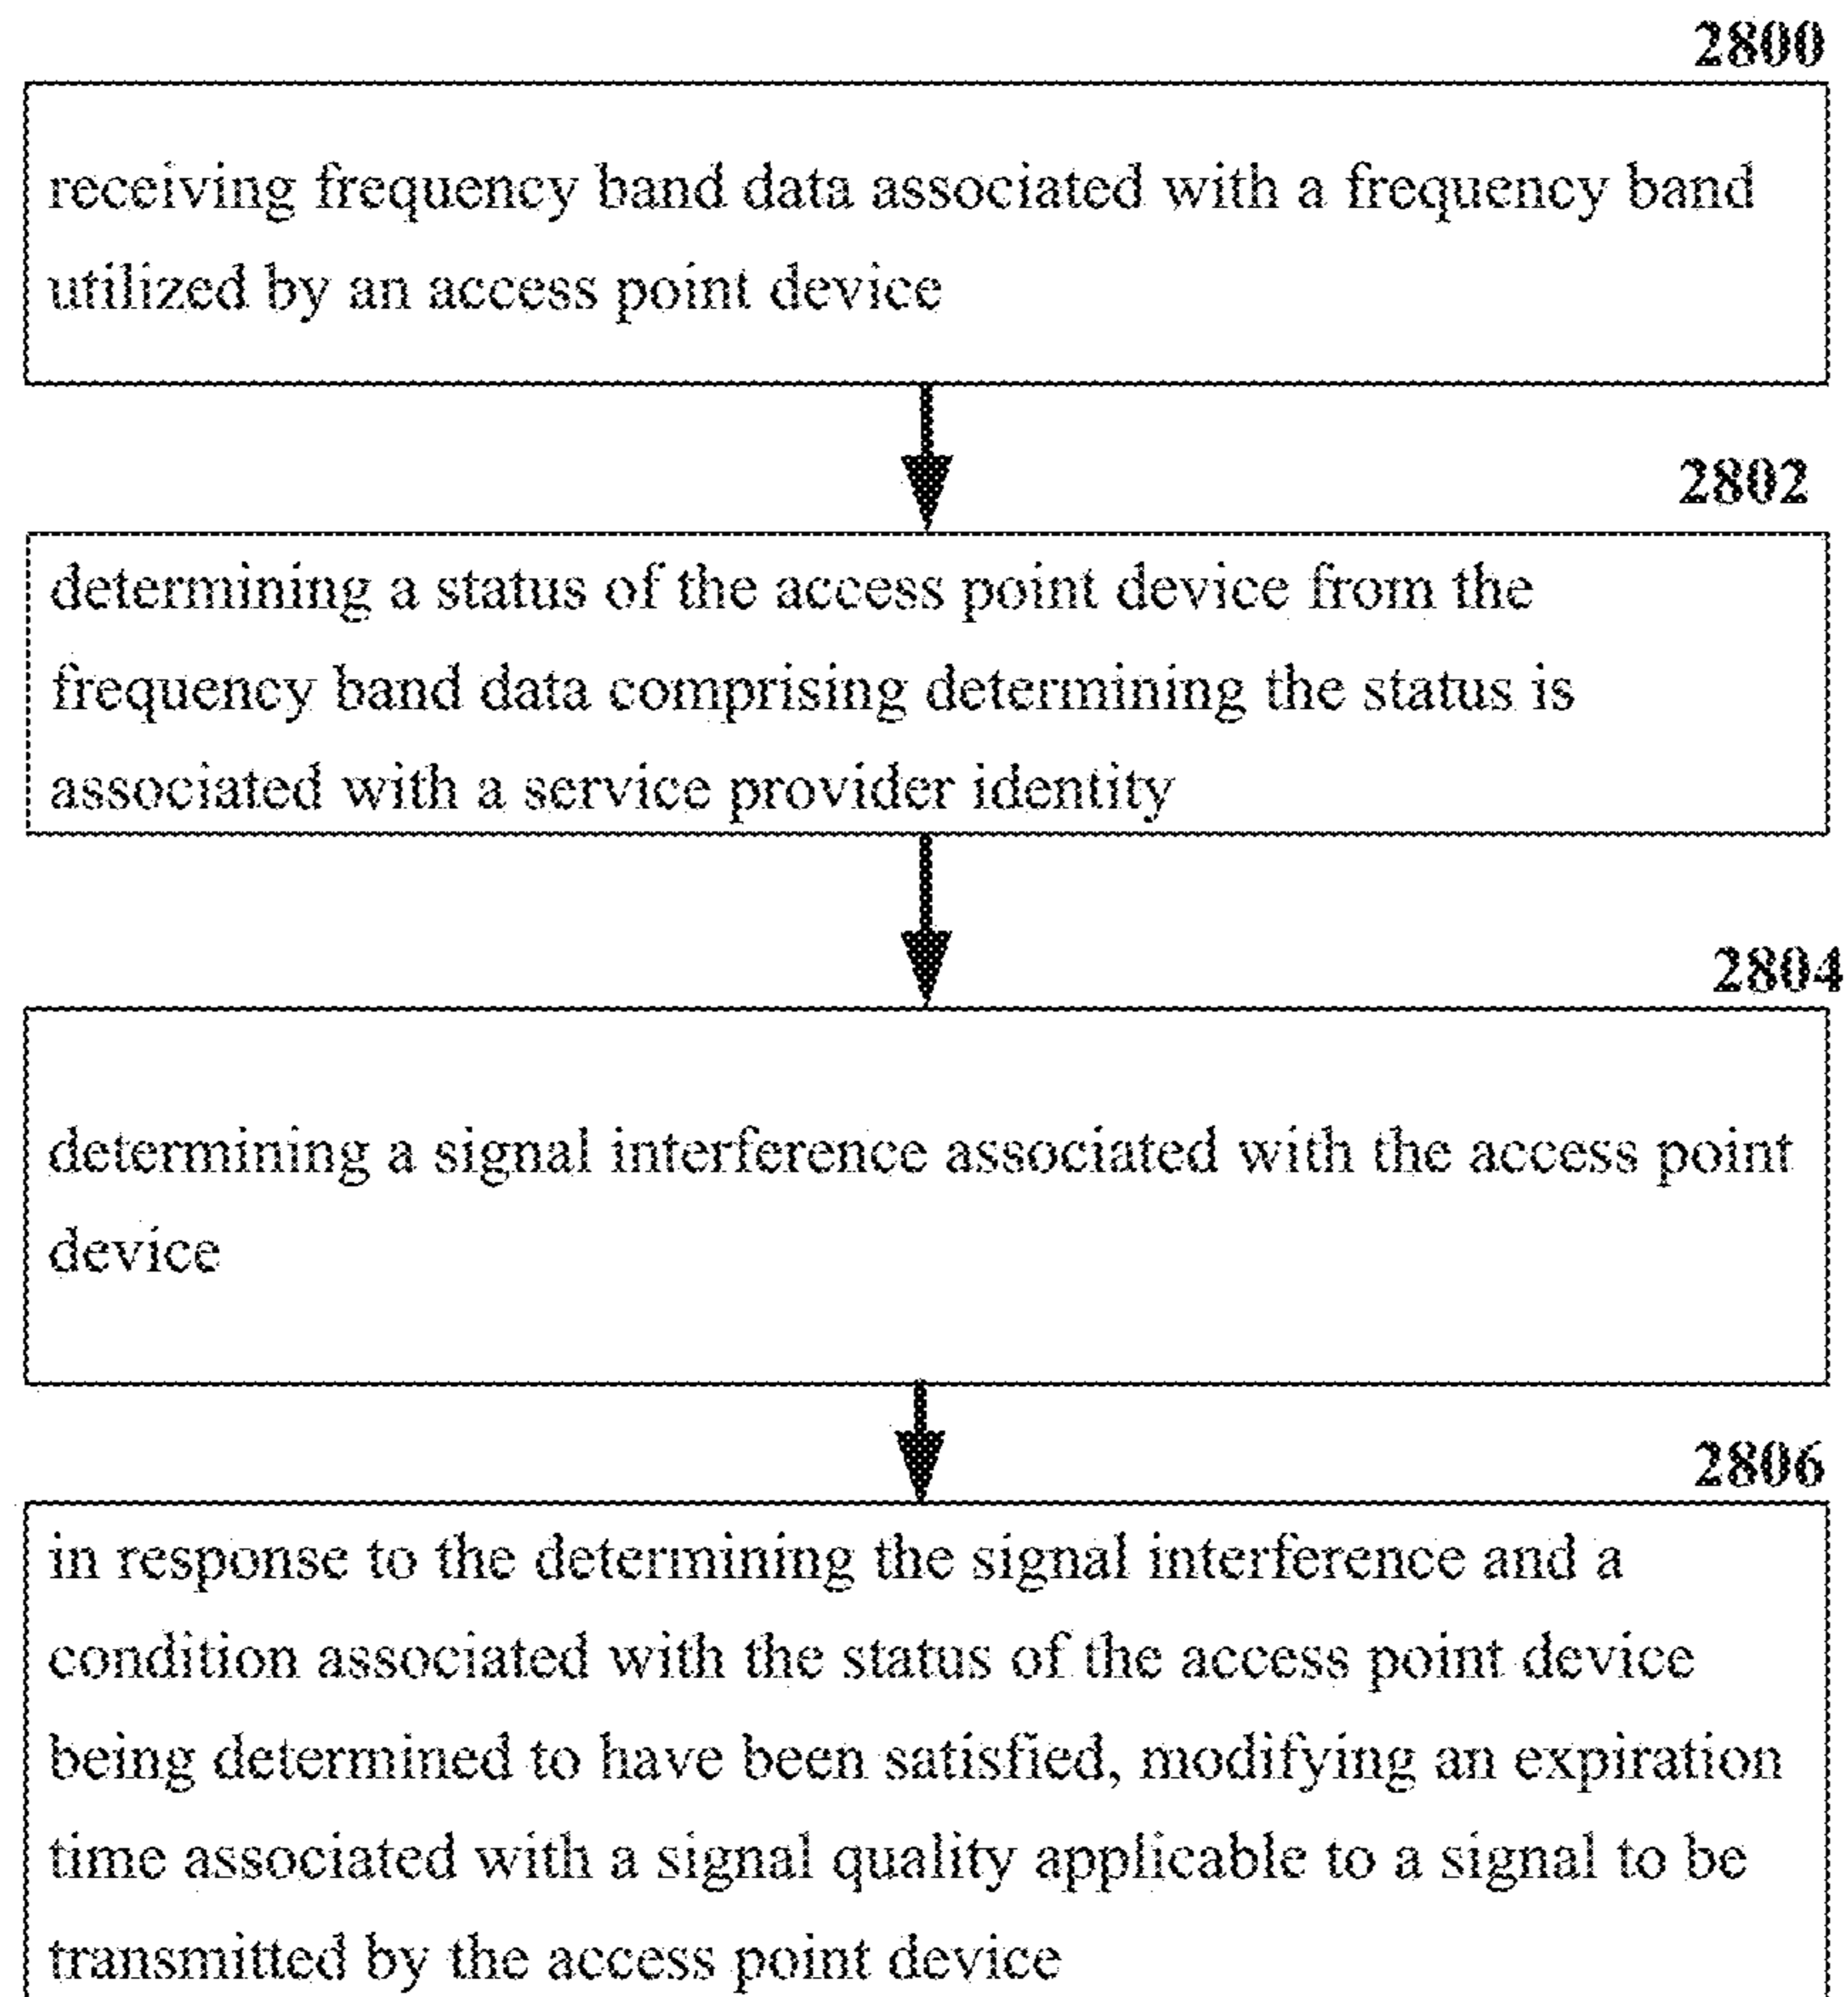 2800
receiving frequency band data associated with a frequency band
utilized by an access point device
2802
determining a status of the access point device from the
frequency band data comprising determining the status is
associated with a service provider identity
2804
determining a signal interference associated with the access point
device
2806
in response to the determining the signal interference and a
condition associated with the status of the access point device
being determined to have been satisfied, modifying an expiration
time associated with a signal quality applicable to a signal to be
transmitted by the access point device